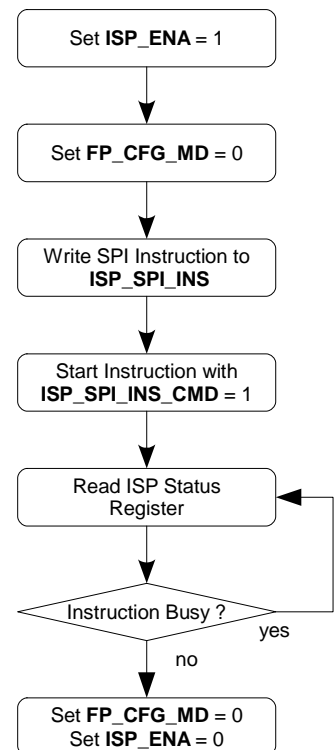 Set ISP_ENA = 1
Set FP_CFG_MD = 0
Write SPI Instruction to
ISP_SPI_INS
Start Instruction with
ISP_SPI_INS_CMD = 1
Read ISP Status
Register
Instruction Busy ?
yes
no
Set FP_CFG_MD = 0
Set ISP_ENA = 0